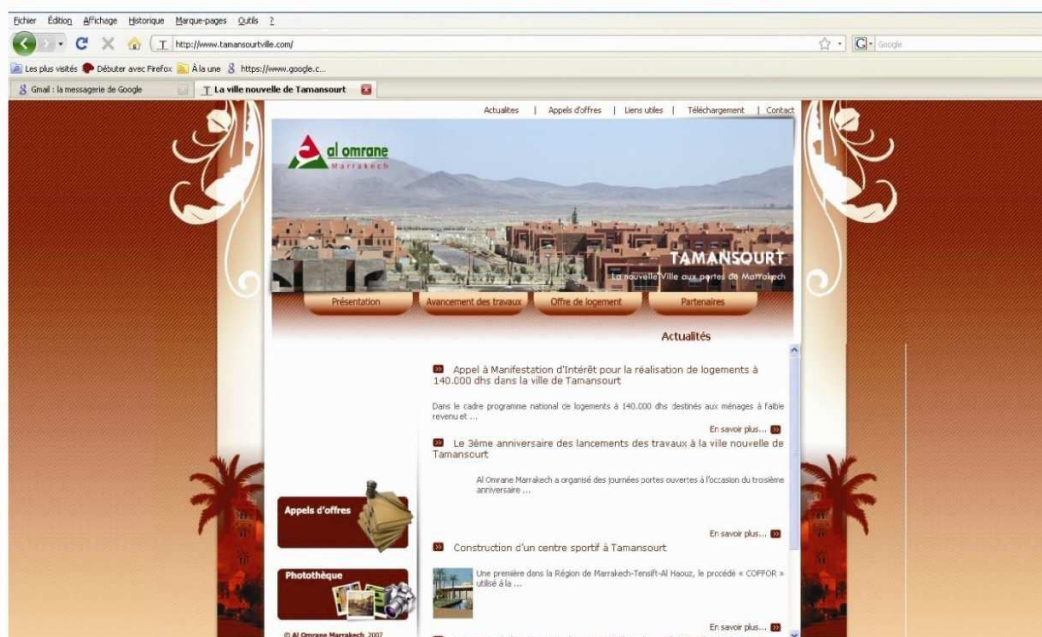 Fichier Édition Affichage Historique Marque-pages Outils ?
T http://www.tamansourtville.com/ G Google
Les plus visités Débuter avec Firefox À la une https://www.google.c...
Gmail : la messagerie de Google T La ville nouvelle de Tamansourt
Actualites | Appels d'offres | Liens utiles | Téléchargement | Contact
al omrane
Marrakech
TAMANSOURT
La nouvelle Ville aux portes de Marrakech
Présentation Avancement des travaux Offre de logement Partenaires
Actualités
Appel à Manifestation d'Intérêt pour la réalisation de logements à
140.000 dhs dans la ville de Tamansourt
Dans le cadre programme national de logements à 140.000 dhs destinés aux ménages à faible
revenu et ...
En savoir plus...
Le 3ème anniversaire des lancements des travaux à la ville nouvelle de
Tamansourt
Al Omrane Marrakech a organisé des journées portes ouvertes à l'occasion du trosième
anniversaire ...
En savoir plus...
Construction d'un centre sportif à Tamansourt
Une première dans la Région de Marrakech-Tensift-Al Haouz, le procédé « COFFOR »
utilisé à la ...
En savoir plus...
Appels d'offres
Photothèque
© Al Omrane Marrakech, 2007